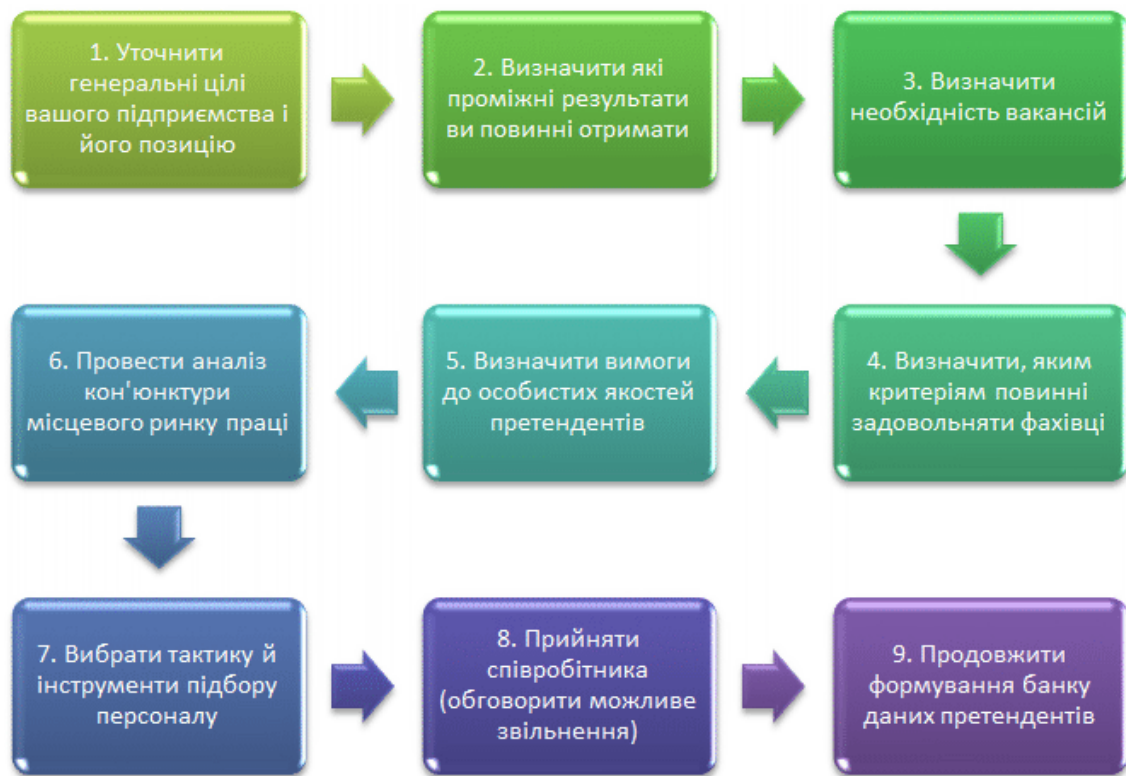 1. Уточнити
генеральні цілі
вашого підприємства і
його позицію
2. Визначити які
проміжні результати
ви повинні отримати
3. Визначити
необхідність вакансій
4. Визначити, яким
критеріям повинні
задовольняти фахівці
5. Визначити вимоги
до особистих якостей
претендентів
6. Провести аналіз
кон'юнктури
місцевого ринку праці
7. Вибрати тактику й
інструменти підбору
персоналу
8. Прийняти
співробітника
(обговорити можливе
звільнення)
9. Продовжити
формування банку
даних претендентів